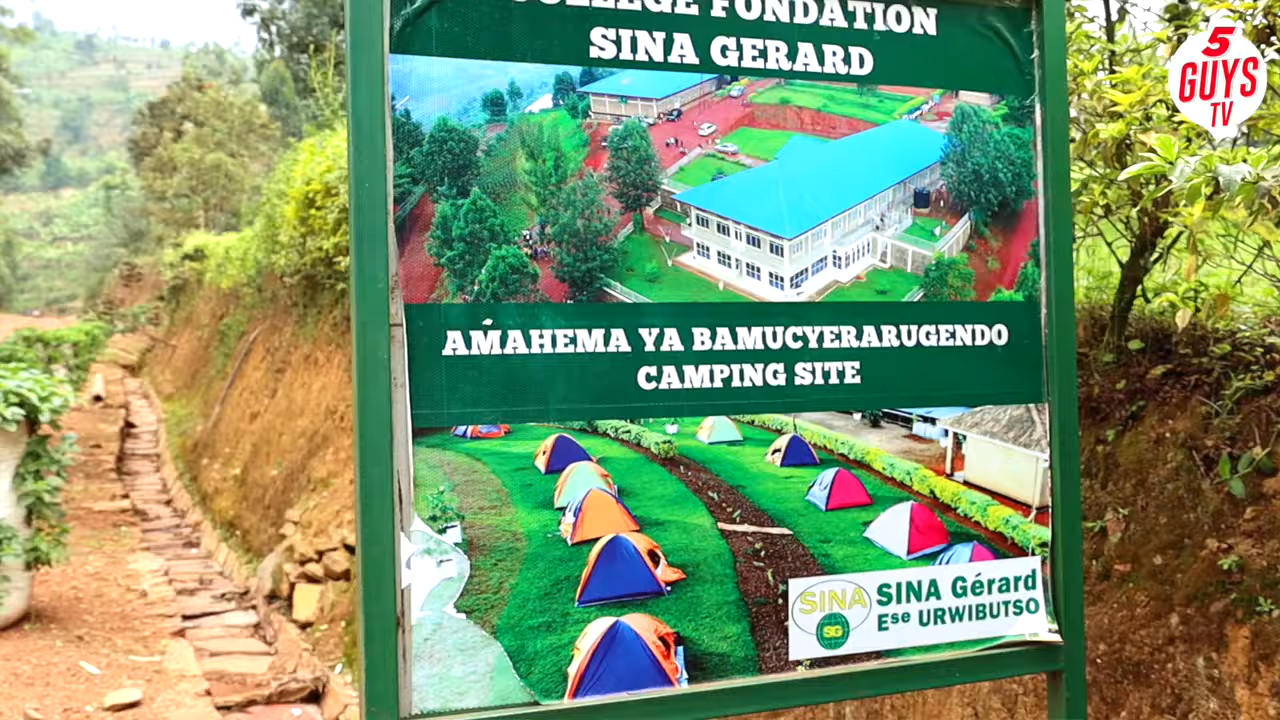 COLLEGE FONDATION
SINA GERARD
AMAHEMA YA BAMUCYERARUGENDO
CAMPING SITE
SINA
SG
SINA Gérard
Ese URWIBUTSO
5
GUYS
TV